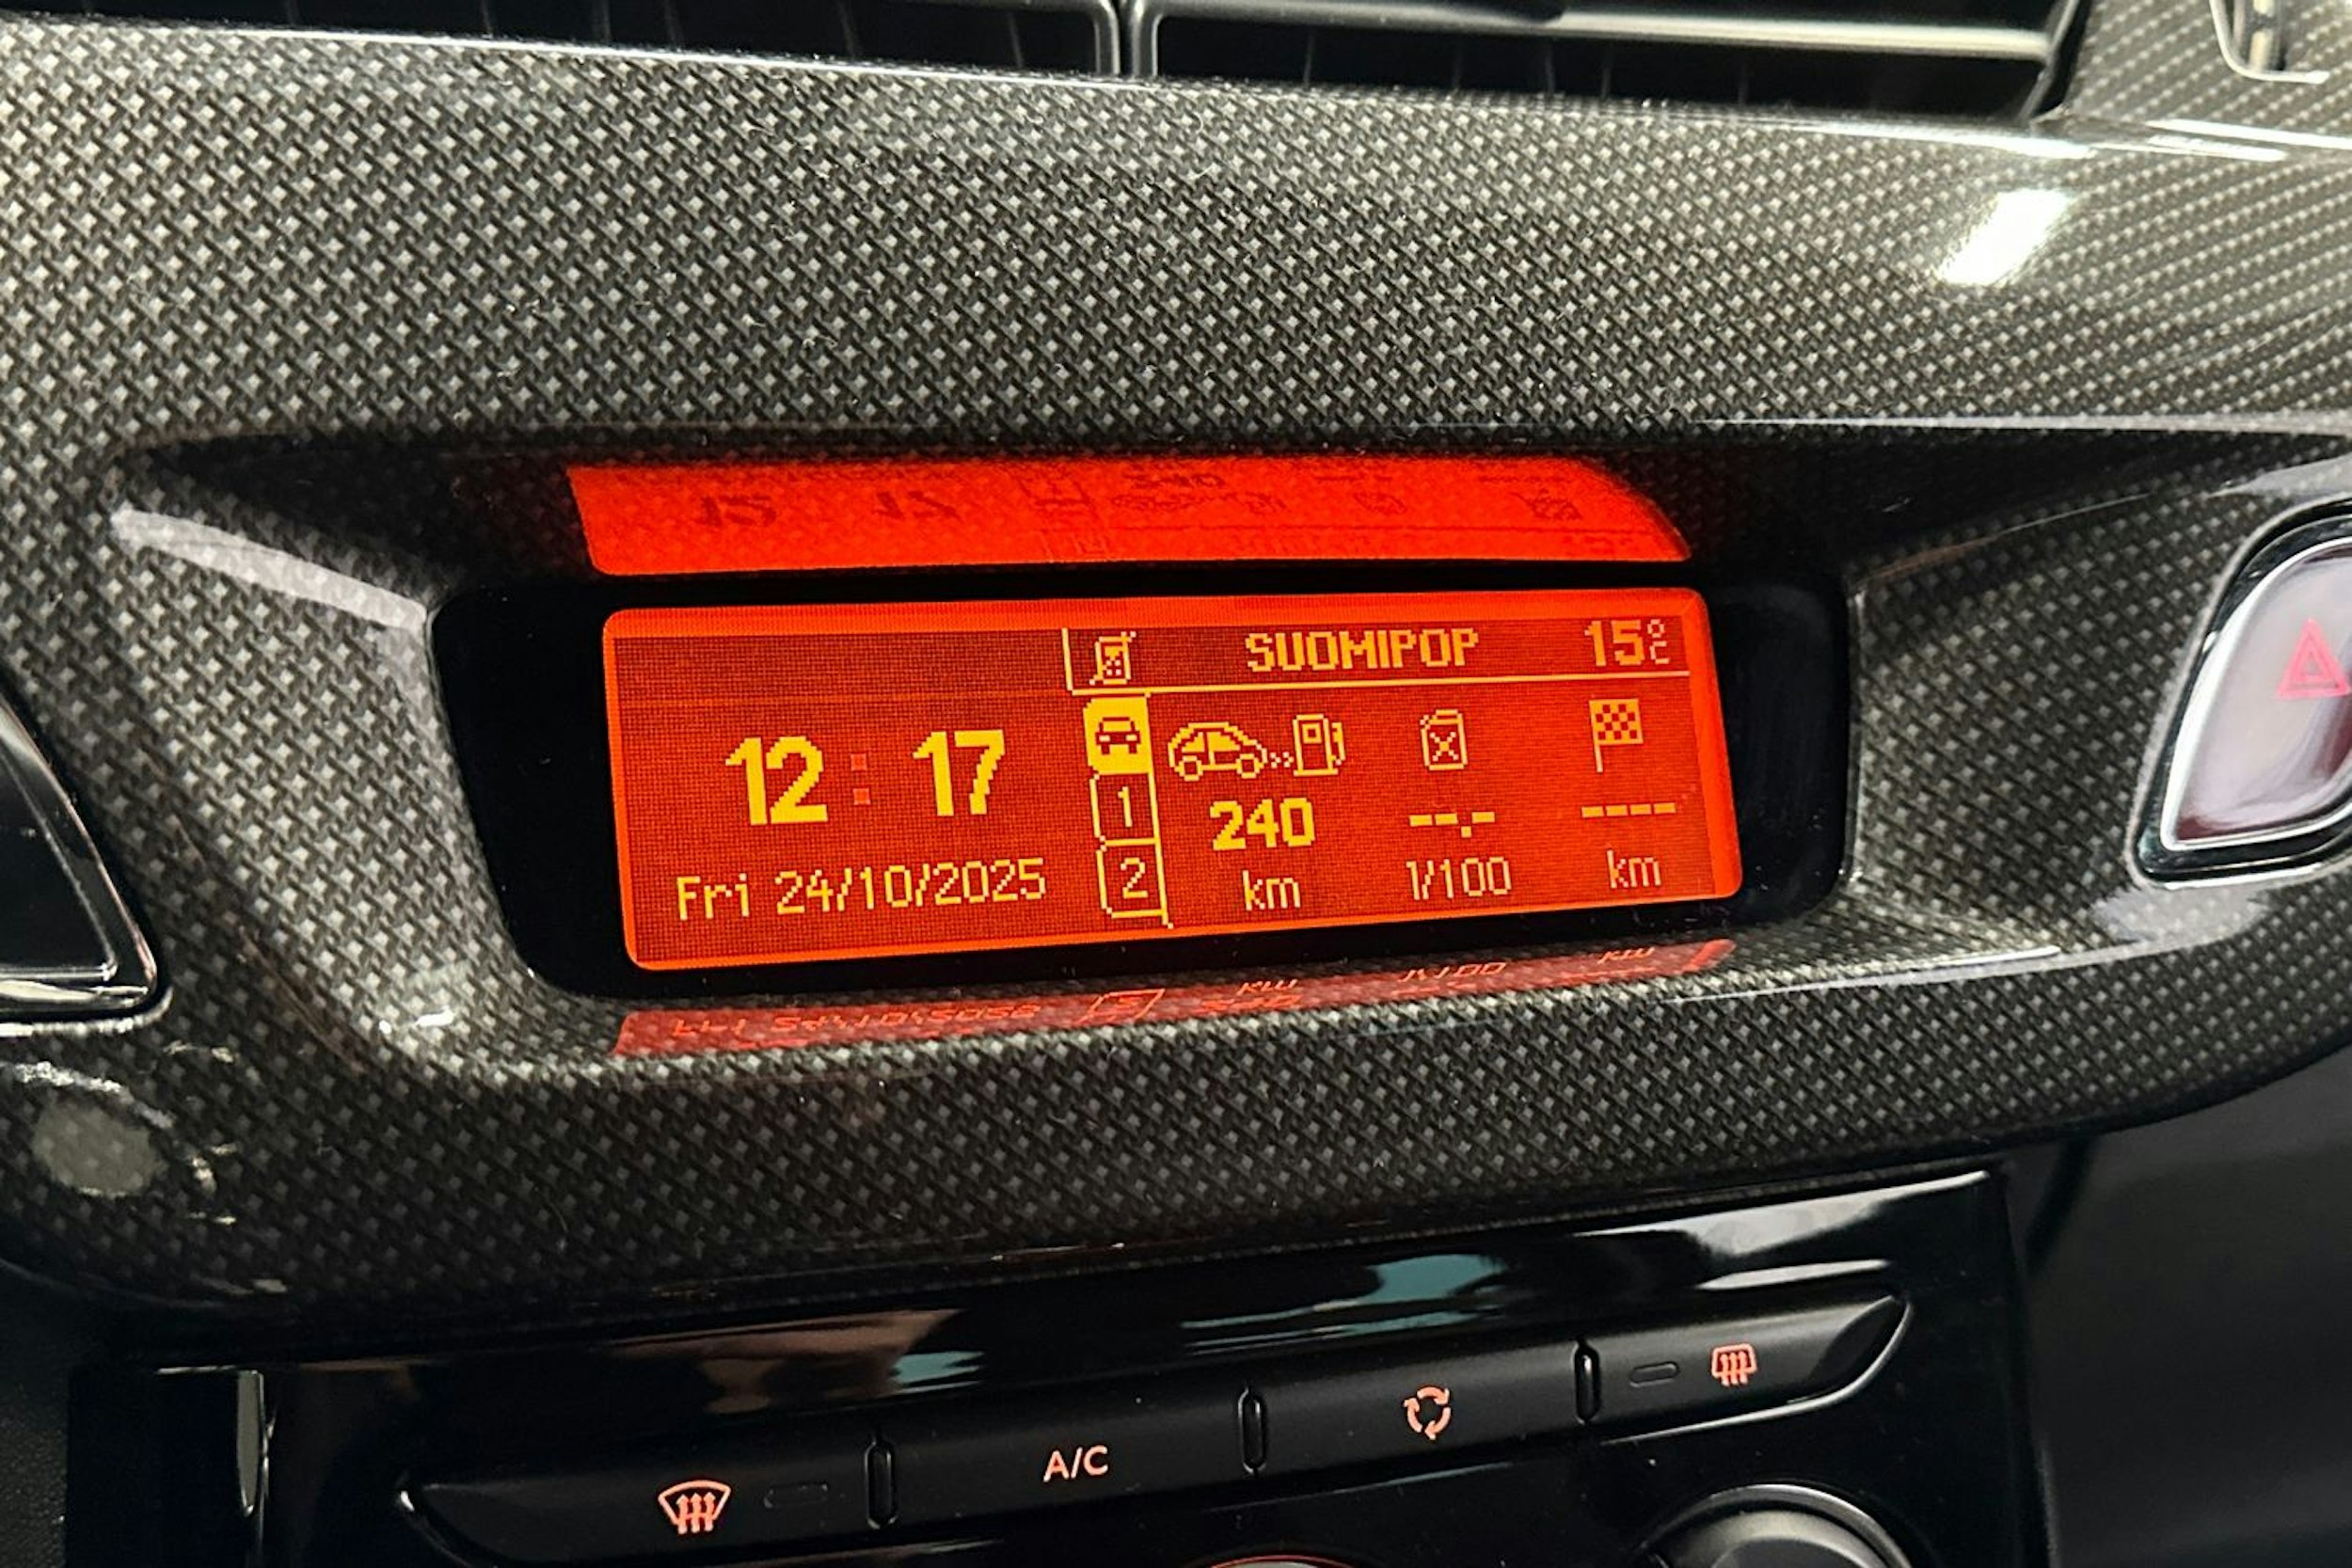 SUOMIPOP 15°C
12:17
1
240 --.- ----
Fri 24/10/2025
2
km l/100 km
A/C